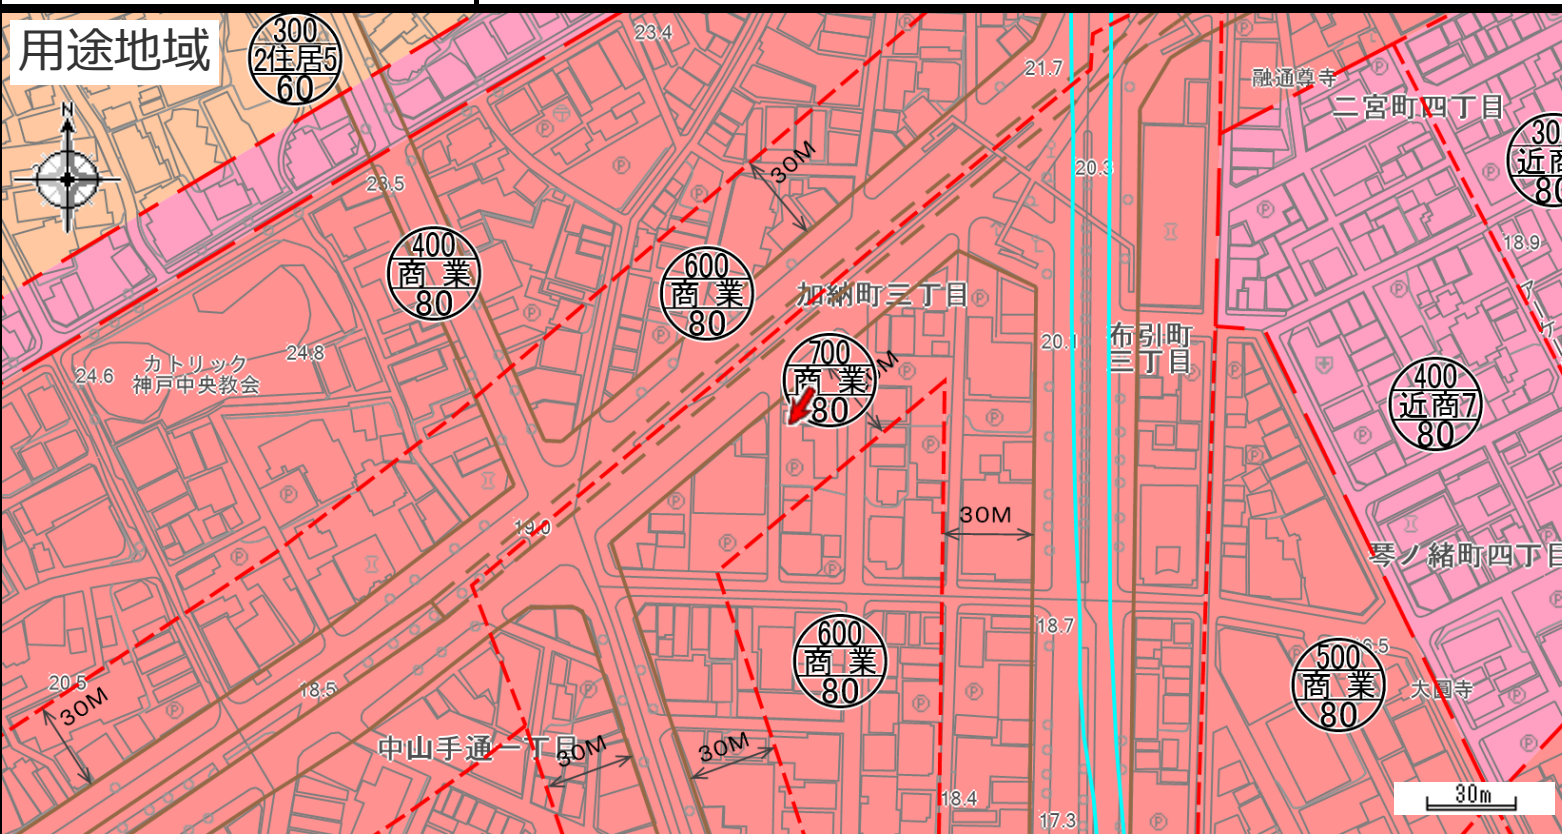 用途地域
300
2住居5
60
N
23.4
21.7
融通尊寺
二宮町四丁目
300
近商
80
30M
20.3
23.5
400
商業
80
600
商業
80
加納町三丁目
18.9
カトリック
神戸中央教会
24.8
24.6
700
商業
80
20.1
布引町
三丁目
400
近商7
80
30M
19.0
琴ノ緒町四丁目
600
商業
80
18.7
500
商業
80
大圓寺
20.5
30M
18.5
中山手通一丁目
30M
30M
18.4
17.3
30m